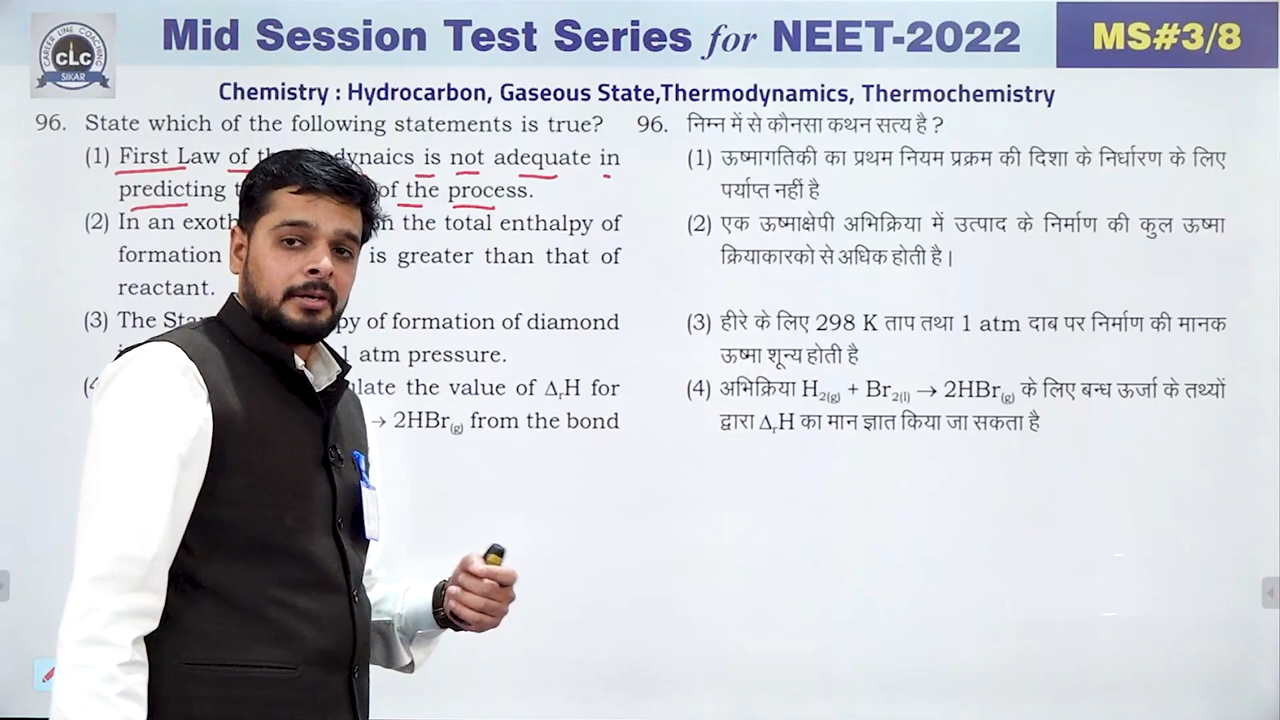 CAREER LINE COACHING
CLC
SIKAR
Mid Session Test Series for NEET-2022
MS#3/8
Chemistry : Hydrocarbon, Gaseous State,Thermodynamics, Thermochemistry
96. State which of the following statements is true?
(1) First Law of dynaics is not adequate in
predicting of the process.
(2) In an the total enthalpy of
formation is greater than that of
reactant.
(3) The of formation of diamond
1 atm pressure.
the value of ΔᵣH for
→ 2HBr(g) from the bond
96. निम्न में से कौनसा कथन सत्य है ?
(1) ऊष्मागतिकी का प्रथम नियम प्रक्रम की दिशा के निर्धारण के लिए
पर्याप्त नहीं है
(2) एक ऊष्माक्षेपी अभिक्रिया में उत्पाद के निर्माण की कुल ऊष्मा
क्रियाकारको से अधिक होती है।
(3) हीरे के लिए 298 K ताप तथा 1 atm दाब पर निर्माण की मानक
ऊष्मा शून्य होती है
(4) अभिक्रिया H₂(g) + Br₂(l) → 2HBr(g) के लिए बन्ध ऊर्जा के तथ्यों
द्वारा ΔᵣH का मान ज्ञात किया जा सकता है